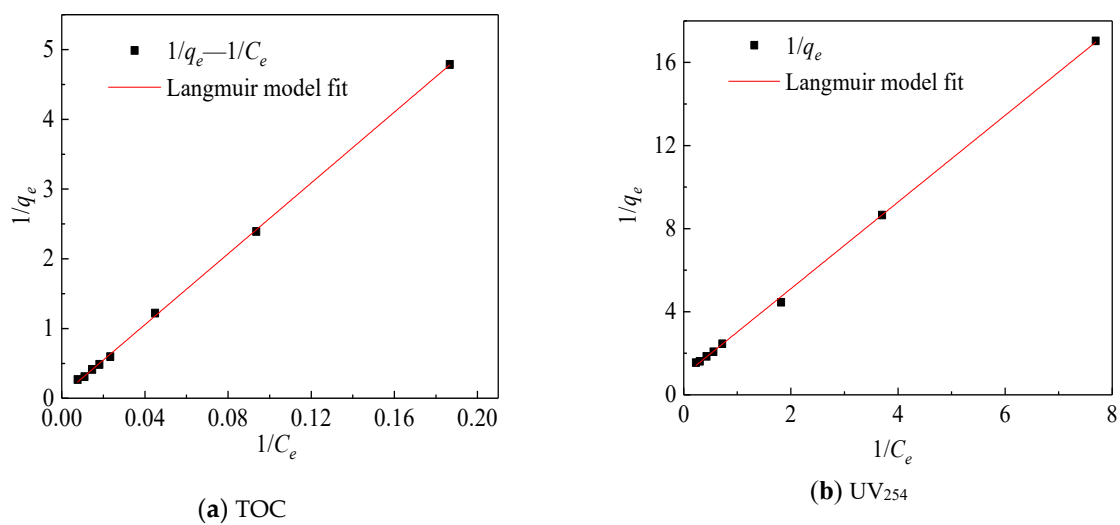 1/qe—1/Ce
Langmuir model fit
5
4
3
2
1
0
0.00
0.04
0.08
0.12
0.16
0.20
1/qe
1/Ce
(a) TOC
1/qe
Langmuir model fit
16
12
8
4
0
0
2
4
6
8
1/qe
1/Ce
(b) UV254